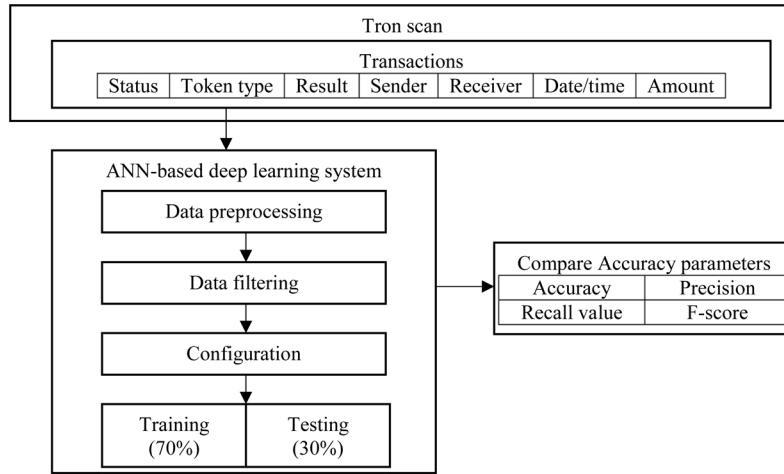 Tron scan
Transactions
Status Token type Result Sender Receiver Date/time Amount
ANN-based deep learning system
Data preprocessing
Data filtering
Configuration
Training (70%)
Testing (30%)
Compare Accuracy parameters
Accuracy Precision
Recall value F-score